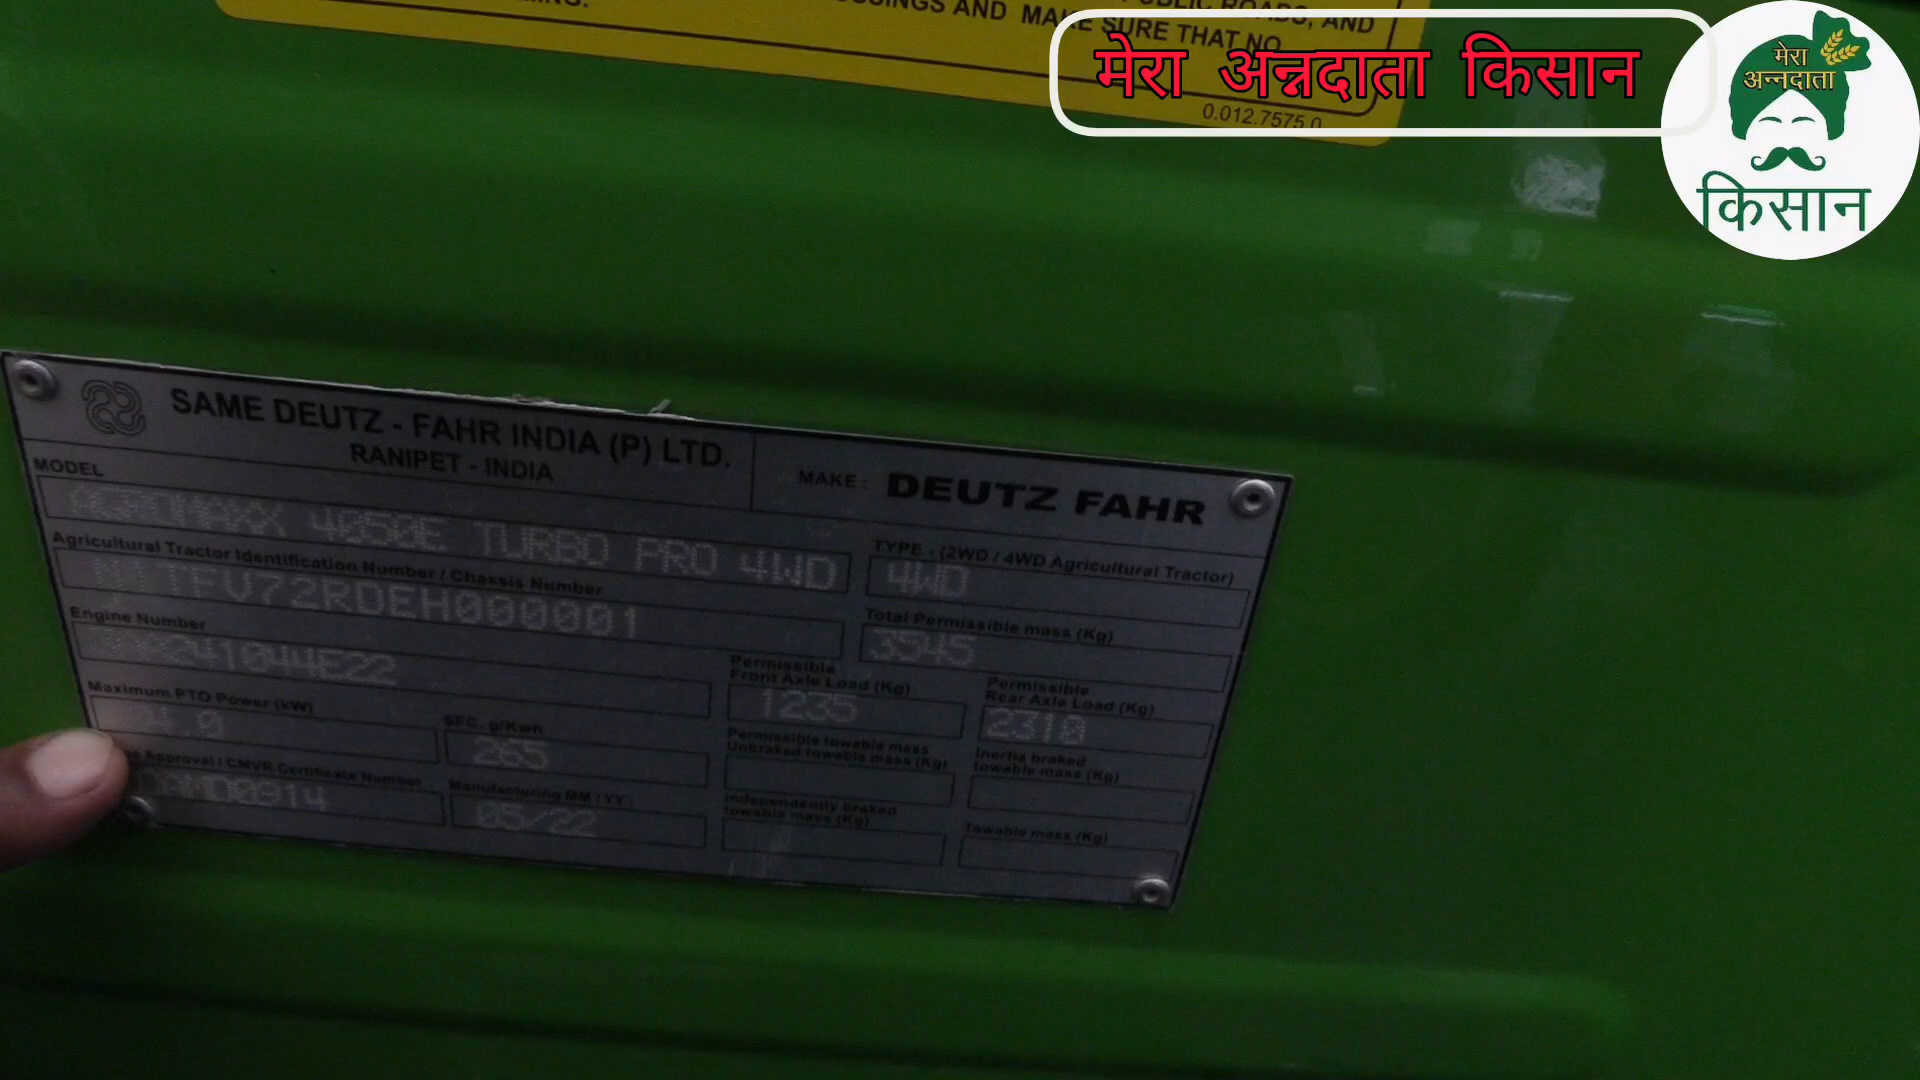 OSSINGS AND MAKE SURE THAT NO
PUBLIC ROADS, AND
0.012.7575.0
मेरा अन्नदाता किसान
मेरा
अन्नदाता
किसान
SAME DEUTZ - FAHR INDIA (P) LTD.
RANIPET - INDIA
MAKE : DEUTZ FAHR
MODEL
AGROMAXX 4050E TURBO PRO 4WD
TYPE - (2WD / 4WD Agricultural Tractor)
4WD
Agricultural Tractor Identification Number / Chassis Number
Total Permissible mass (Kg)
3545
Engine Number
Permissible
Front Axle Load (Kg)
1235
Permissible
Rear Axle Load (Kg)
2310
Maximum PTO Power (kW)
SFC. g/Kwh
265
Permissible towable mass
Unbraked towable mass (Kg)
Inertia braked
towable mass (Kg)
Approval / CMVR Certificate Number
Manufacturing MM / YY.:
05/22
Independently braked
towable mass (Kg)
Towable mass (Kg)